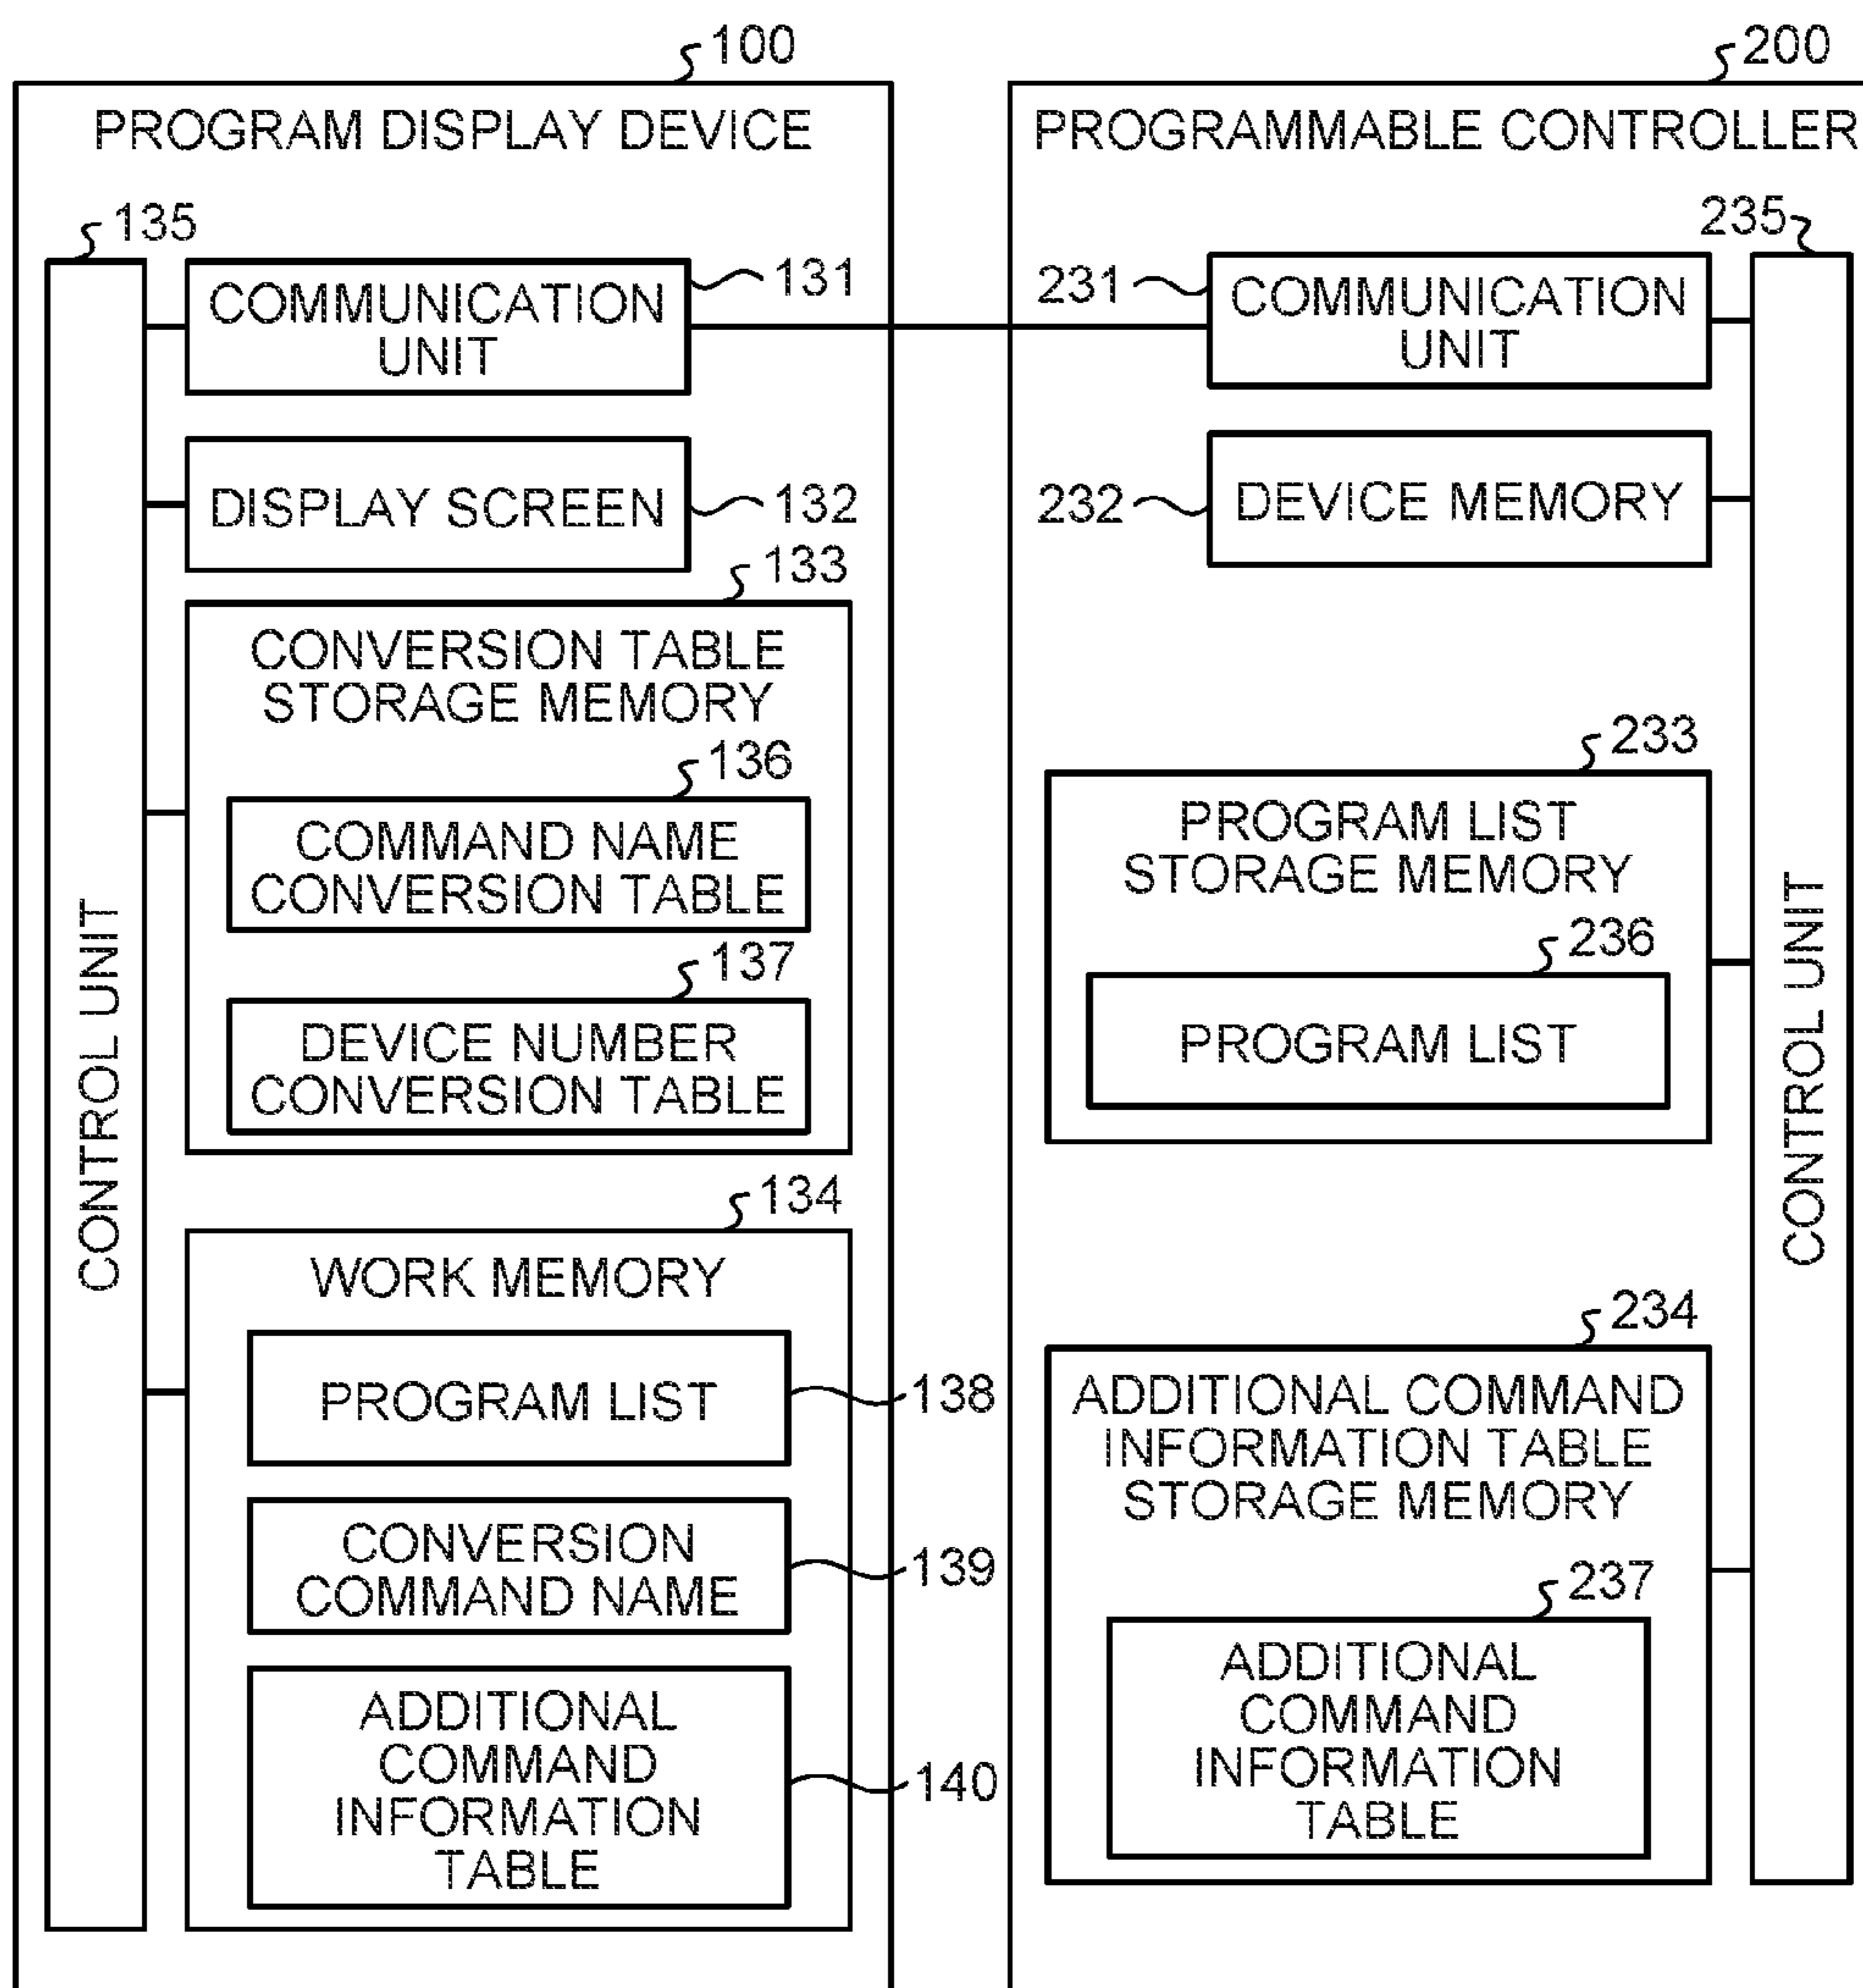 100
PROGRAM DISPLAY DEVICE
135
CONTROL UNIT
131
COMMUNICATION
UNIT
132
DISPLAY SCREEN
133
CONVERSION TABLE
STORAGE MEMORY
136
COMMAND NAME
CONVERSION TABLE
137
DEVICE NUMBER
CONVERSION TABLE
134
WORK MEMORY
138
PROGRAM LIST
139
CONVERSION
COMMAND NAME
140
ADDITIONAL
COMMAND
INFORMATION
TABLE
200
PROGRAMMABLE CONTROLLER
235
CONTROL UNIT
231
COMMUNICATION
UNIT
232
DEVICE MEMORY
233
PROGRAM LIST
STORAGE MEMORY
236
PROGRAM LIST
234
ADDITIONAL COMMAND
INFORMATION TABLE
STORAGE MEMORY
237
ADDITIONAL
COMMAND
INFORMATION
TABLE